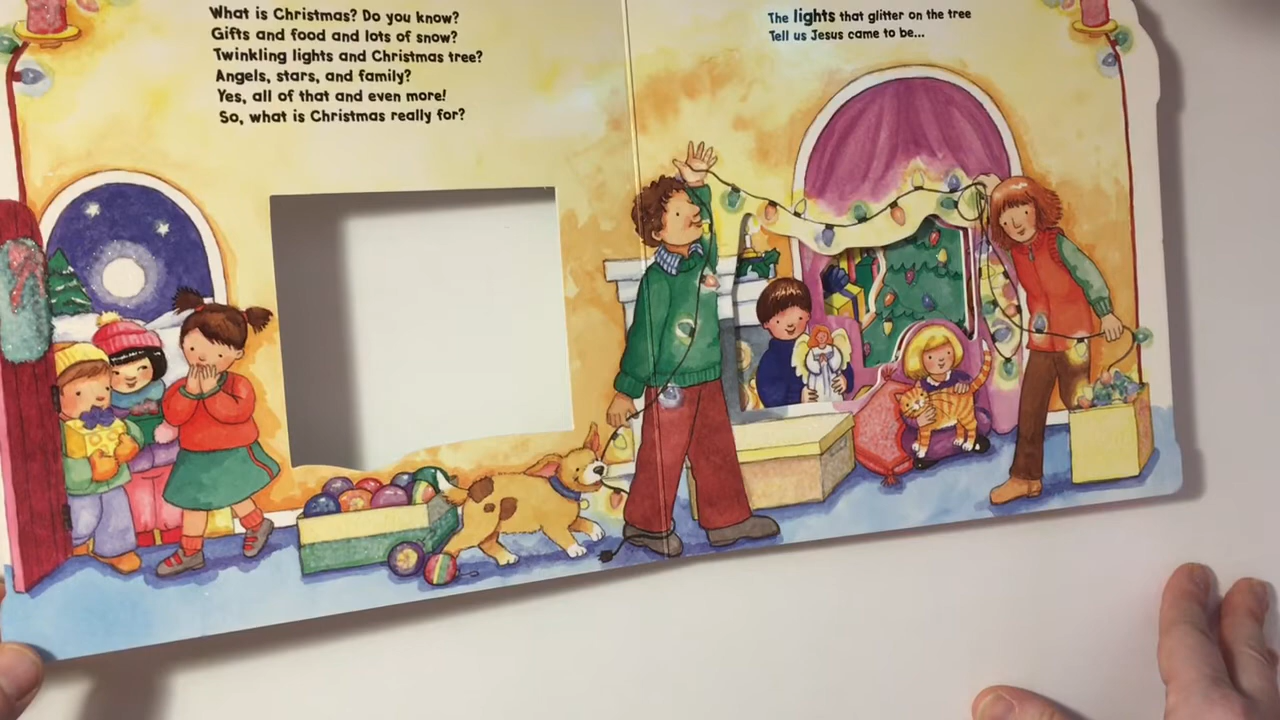 What is Christmas? Do you know?
Gifts and food and lots of snow?
Twinkling lights and Christmas tree?
Angels, stars, and family?
Yes, all of that and even more!
So, what is Christmas really for?
The lights that glitter on the tree
Tell us Jesus came to be...